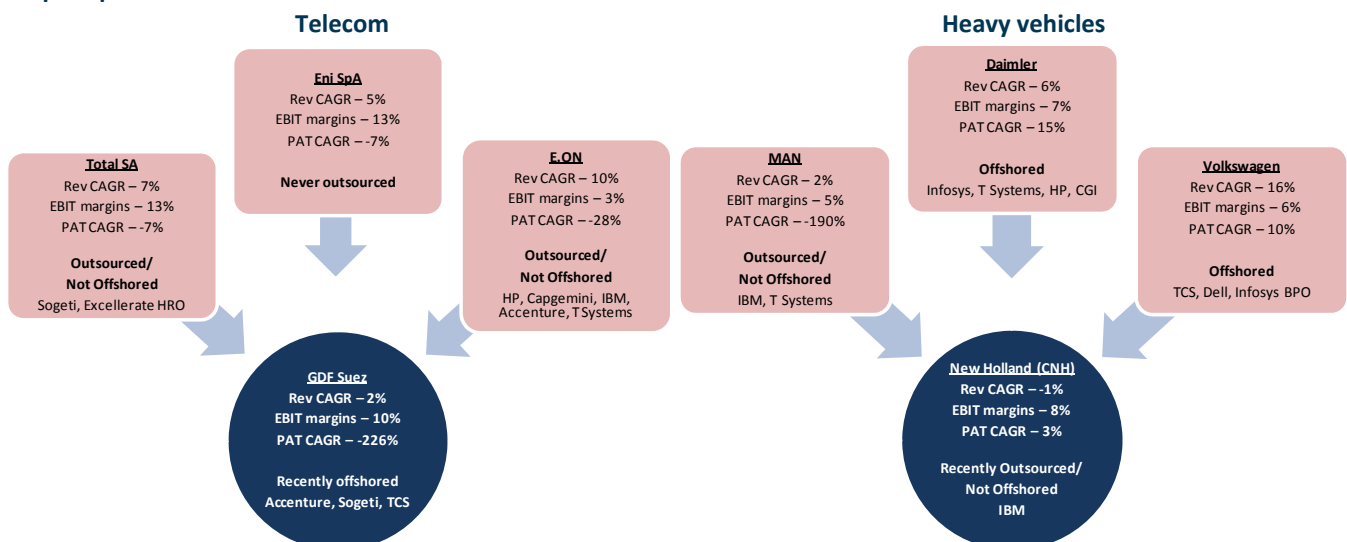 Telecom
Eni SpA
Rev CAGR – 5%
EBIT margins – 13%
PAT CAGR – -7%
Never outsourced
Total SA
Rev CAGR – 7%
EBIT margins – 13%
PAT CAGR – -7%
Outsourced/
Not Offshored
Sogeti, Excellerate HRO
E.ON
Rev CAGR – 10%
EBIT margins – 3%
PAT CAGR – -28%
Outsourced/
Not Offshored
HP, Capgemini, IBM,
Accenture, T Systems
GDF Suez
Rev CAGR – 2%
EBIT margins – 10%
PAT CAGR – -226%
Recently offshored
Accenture, Sogeti, TCS
Heavy vehicles
Daimler
Rev CAGR – 6%
EBIT margins – 7%
PAT CAGR – 15%
Offshored
Infosys, T Systems, HP, CGI
MAN
Rev CAGR – 2%
EBIT margins – 5%
PAT CAGR – -190%
Outsourced/
Not Offshored
IBM, T Systems
Volkswagen
Rev CAGR – 16%
EBIT margins – 6%
PAT CAGR – 10%
Offshored
TCS, Dell, Infosys BPO
New Holland (CNH)
Rev CAGR – -1%
EBIT margins – 8%
PAT CAGR – 3%
Recently Outsourced/
Not Offshored
IBM